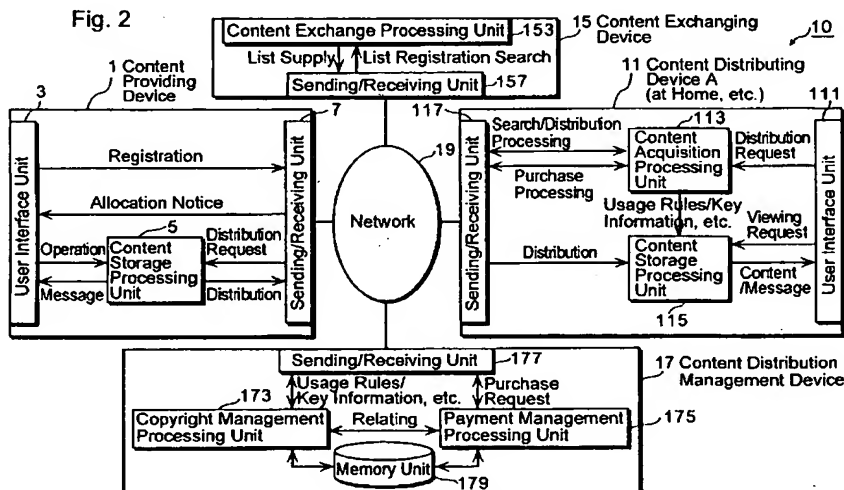 Fig. 2
10
Content Exchange Processing Unit 153
List Supply
List Registration Search
Sending/Receiving Unit 157
15 Content Exchanging
Device
1 Content
Providing
Device
3
7
User Interface Unit
Registration
Allocation Notice
5
Operation
Message
Content
Storage
Processing
Unit
Distribution
Request
Distribution
Sending/Receiving Unit
19
Network
11 Content Distributing
Device A
(at Home, etc.)
117
111
Sending/Receiving Unit
Search/Distribution
Processing
Purchase
Processing
113
Content
Acquisition
Processing
Unit
Distribution
Request
Usage Rules/Key
Information, etc.
Viewing
Request
Distribution
Content
Storage
Processing
Unit
Content
/Message
115
User Interface Unit
Sending/Receiving Unit 177
17 Content Distribution
Management Device
173
Usage Rules/
Key Information, etc.
Purchase
Request
Copyright Management
Processing Unit
Relating
Payment Management
Processing Unit
175
Memory Unit
179